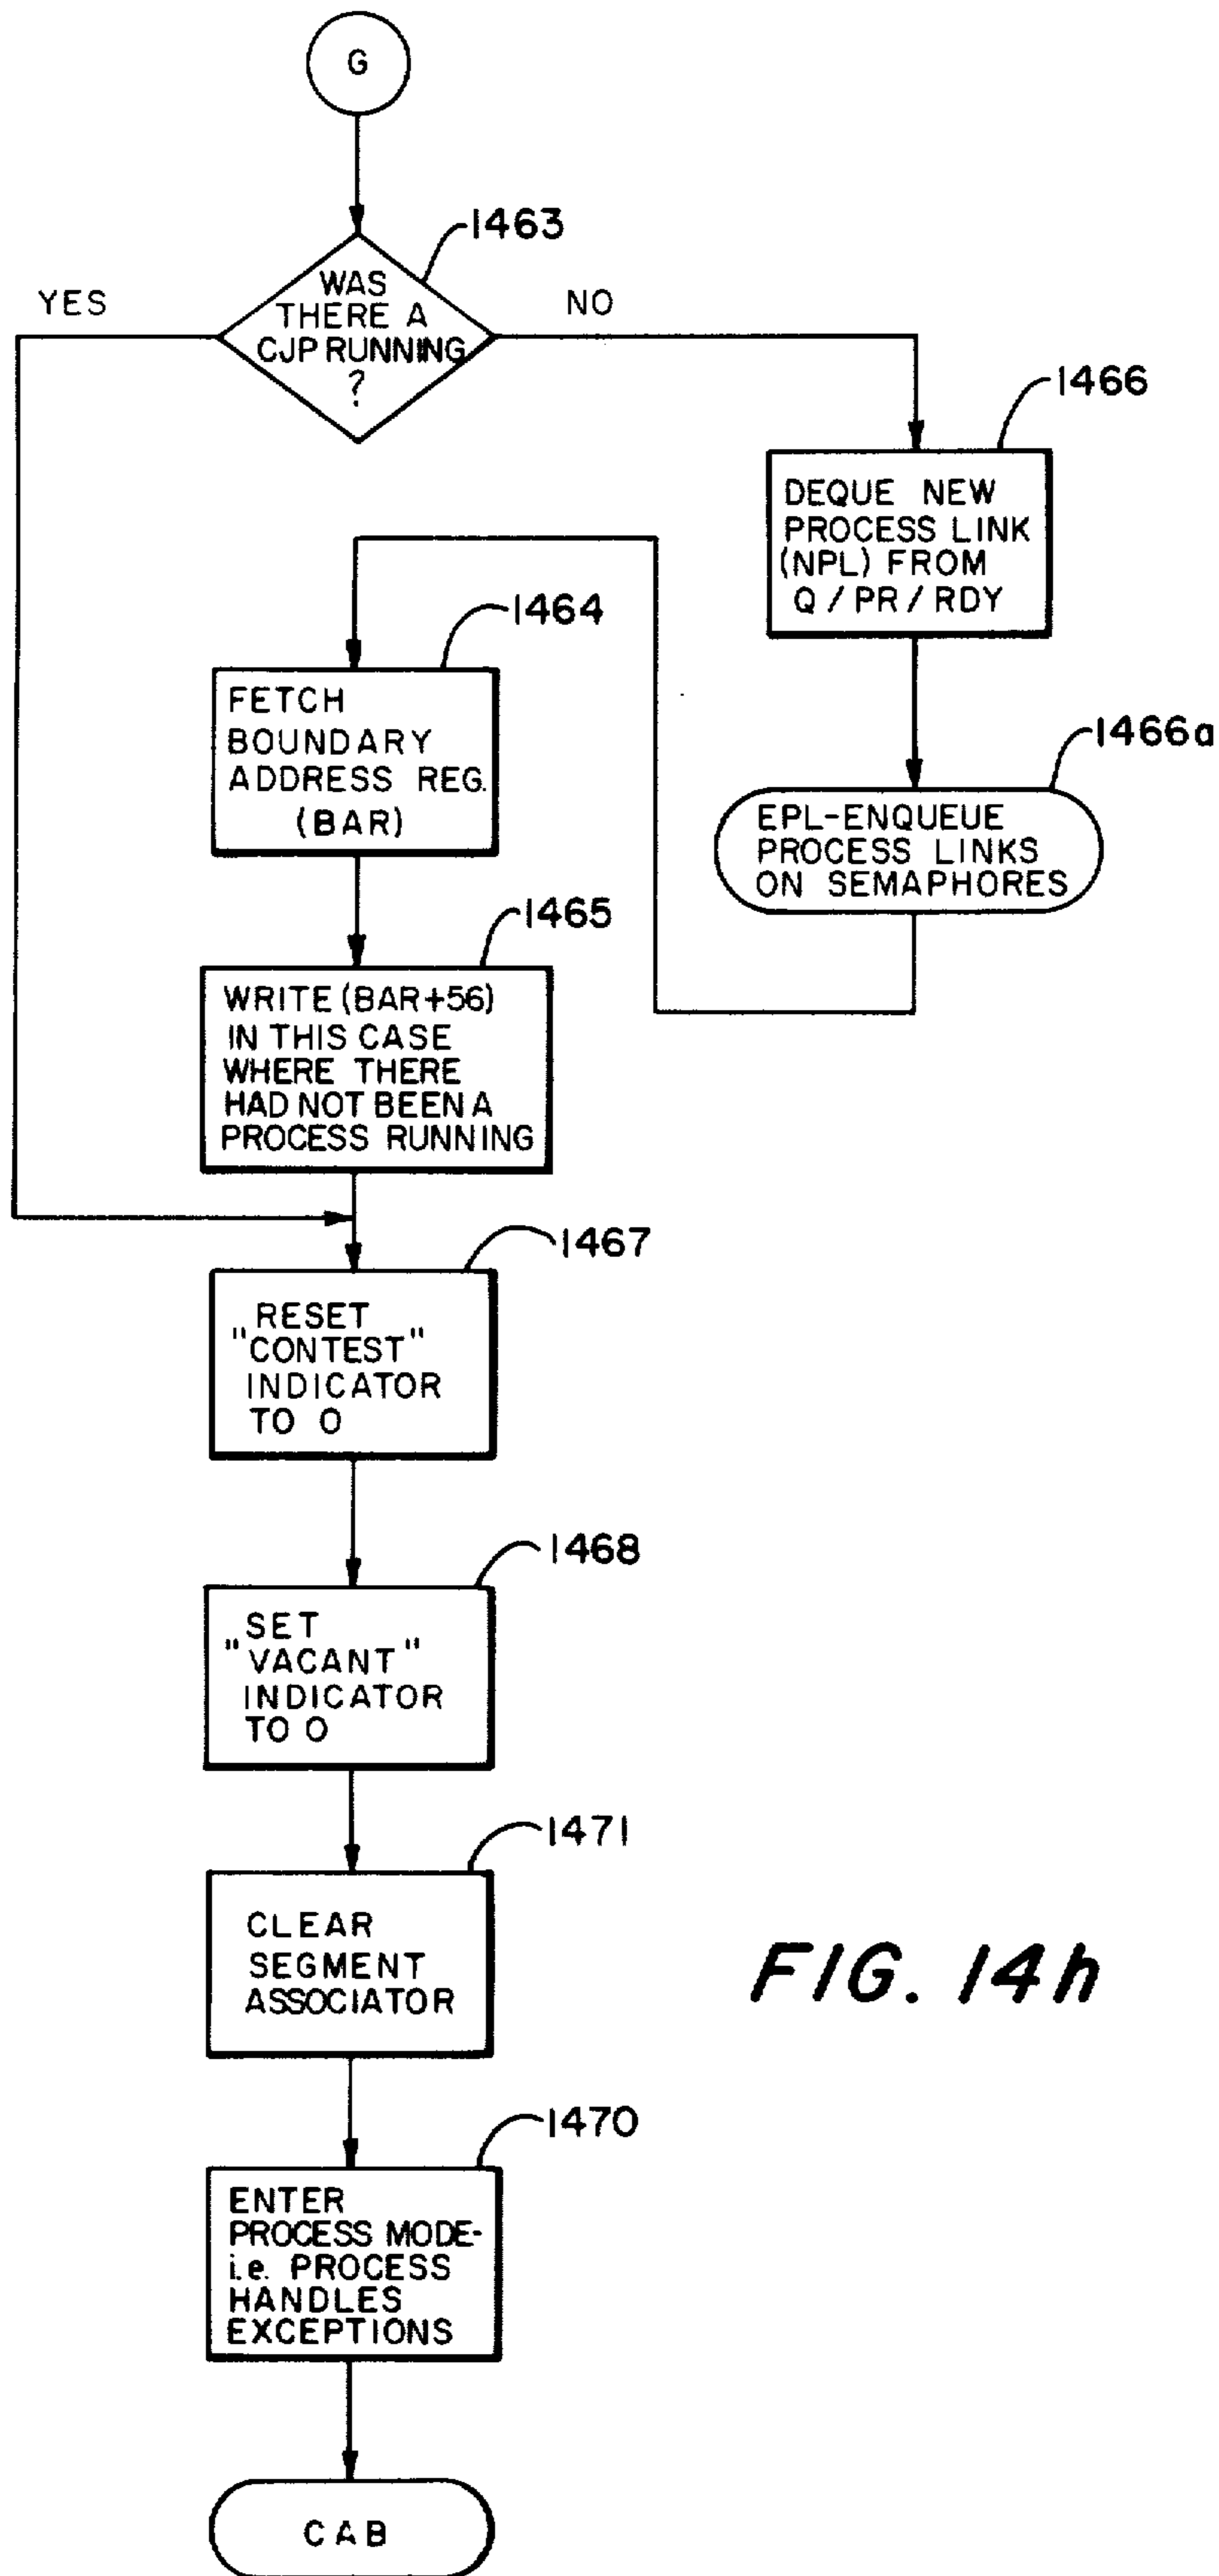 G
1463
WAS
THERE A
CJP RUNNING
?
YES
NO
1466
DEQUE NEW
PROCESS LINK
(NPL) FROM
Q / PR / RDY
1466a
EPL-ENQUEUE
PROCESS LINKS
ON SEMAPHORES
1464
FETCH
BOUNDARY
ADDRESS REG.
(BAR)
1465
WRITE (BAR+56)
IN THIS CASE
WHERE THERE
HAD NOT BEEN A
PROCESS RUNNING
1467
RESET
"CONTEST"
INDICATOR
TO 0
1468
SET
"VACANT"
INDICATOR
TO 0
1471
CLEAR
SEGMENT
ASSOCIATOR
1470
ENTER
PROCESS MODE-
i.e. PROCESS
HANDLES
EXCEPTIONS
CAB
FIG. 14h